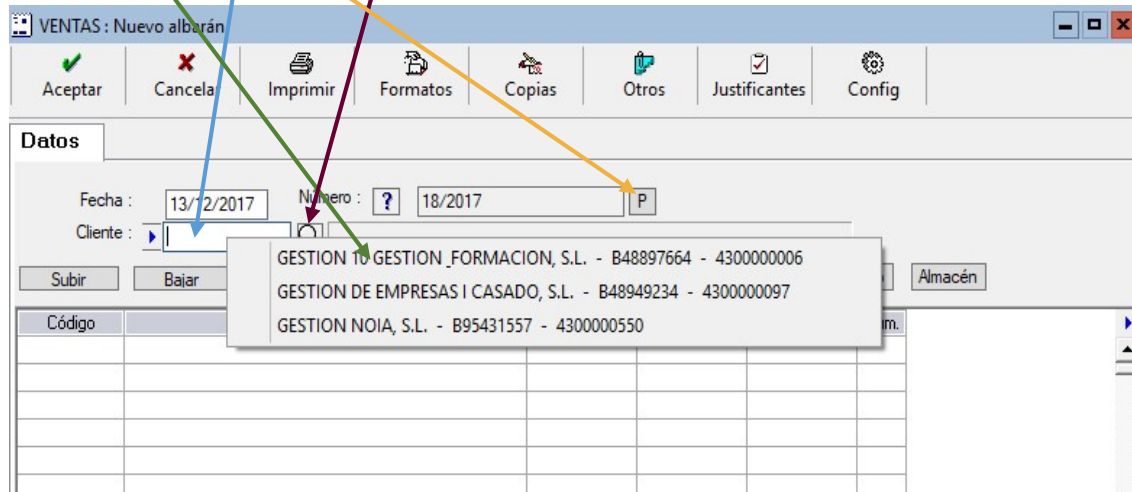 VENTAS : Nuevo albarán
Aceptar Cancela Imprimir Formatos Copias Otros Justificantes Config
Datos
Fecha : 13/12/2017 Número : ? 18/2017 P
Cliente :
GESTION 10 GESTION _FORMACION, S.L. - B48897664 - 4300000006
Subir Bajar Almacén
GESTION DE EMPRESAS I CASADO, S.L. - B48949234 - 4300000097
Código
GESTION NOIA, S.L. - B95431557 - 4300000550